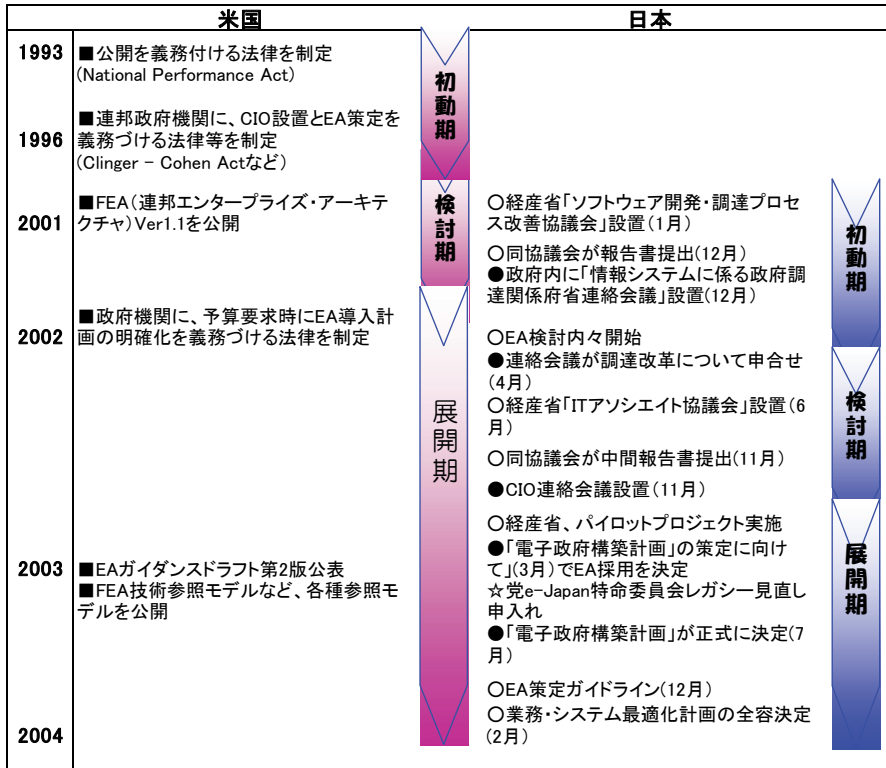 米国
日本
1993
■公開を義務付ける法律を制定
(National Performance Act)
1996
■連邦政府機関に、CIO設置とEA策定を
義務づける法律等を制定
(Clinger – Cohen Actなど)
初動期
2001
■FEA(連邦エンタープライズ・アーキテ
クチャ)Ver1.1を公開
検討期
○経産省「ソフトウェア開発・調達プロセ
ス改善協議会」設置(1月)
○同協議会が報告書提出(12月)
●政府内に「情報システムに係る政府調
達関係府省連絡会議」設置(12月)
初動期
2002
■政府機関に、予算要求時にEA導入計
画の明確化を義務づける法律を制定
展開期
○EA検討内々開始
●連絡会議が調達改革について申合せ
(4月)
○経産省「ITアソシエイト協議会」設置(6
月)
○同協議会が中間報告書提出(11月)
●CIO連絡会議設置(11月)
検討期
2003
■EAガイダンスドラフト第2版公表
■FEA技術参照モデルなど、各種参照モ
デルを公開
○経産省、パイロットプロジェクト実施
●「電子政府構築計画」の策定に向け
て」(3月)でEA採用を決定
☆党e-Japan特命委員会レガシー見直し
申入れ
●「電子政府構築計画」が正式に決定(7
月)
○EA策定ガイドライン(12月)
展開期
2004
○業務・システム最適化計画の全容決定
(2月)